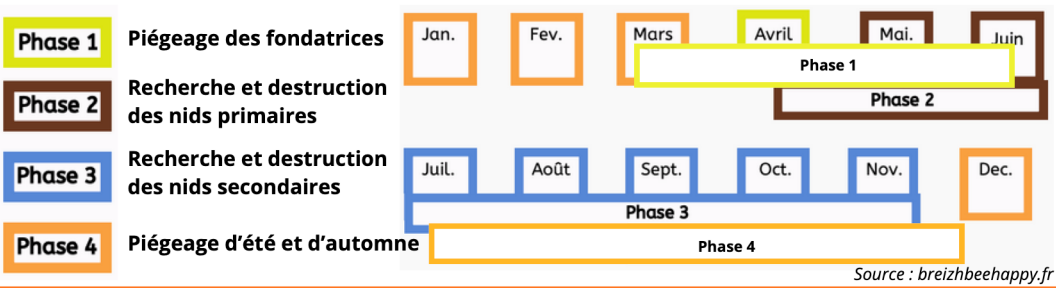 Phase 1
Piégeage des fondatrices
Phase 2
Recherche et destruction
des nids primaires
Phase 3
Recherche et destruction
des nids secondaires
Phase 4
Piégeage d'été et d'automne
Jan.
Fev.
Mars
Avril
Mai.
Juin
Phase 1
Phase 2
Juil.
Août
Sept.
Oct.
Nov.
Dec.
Phase 3
Phase 4
Source : breizhbeehappy.fr